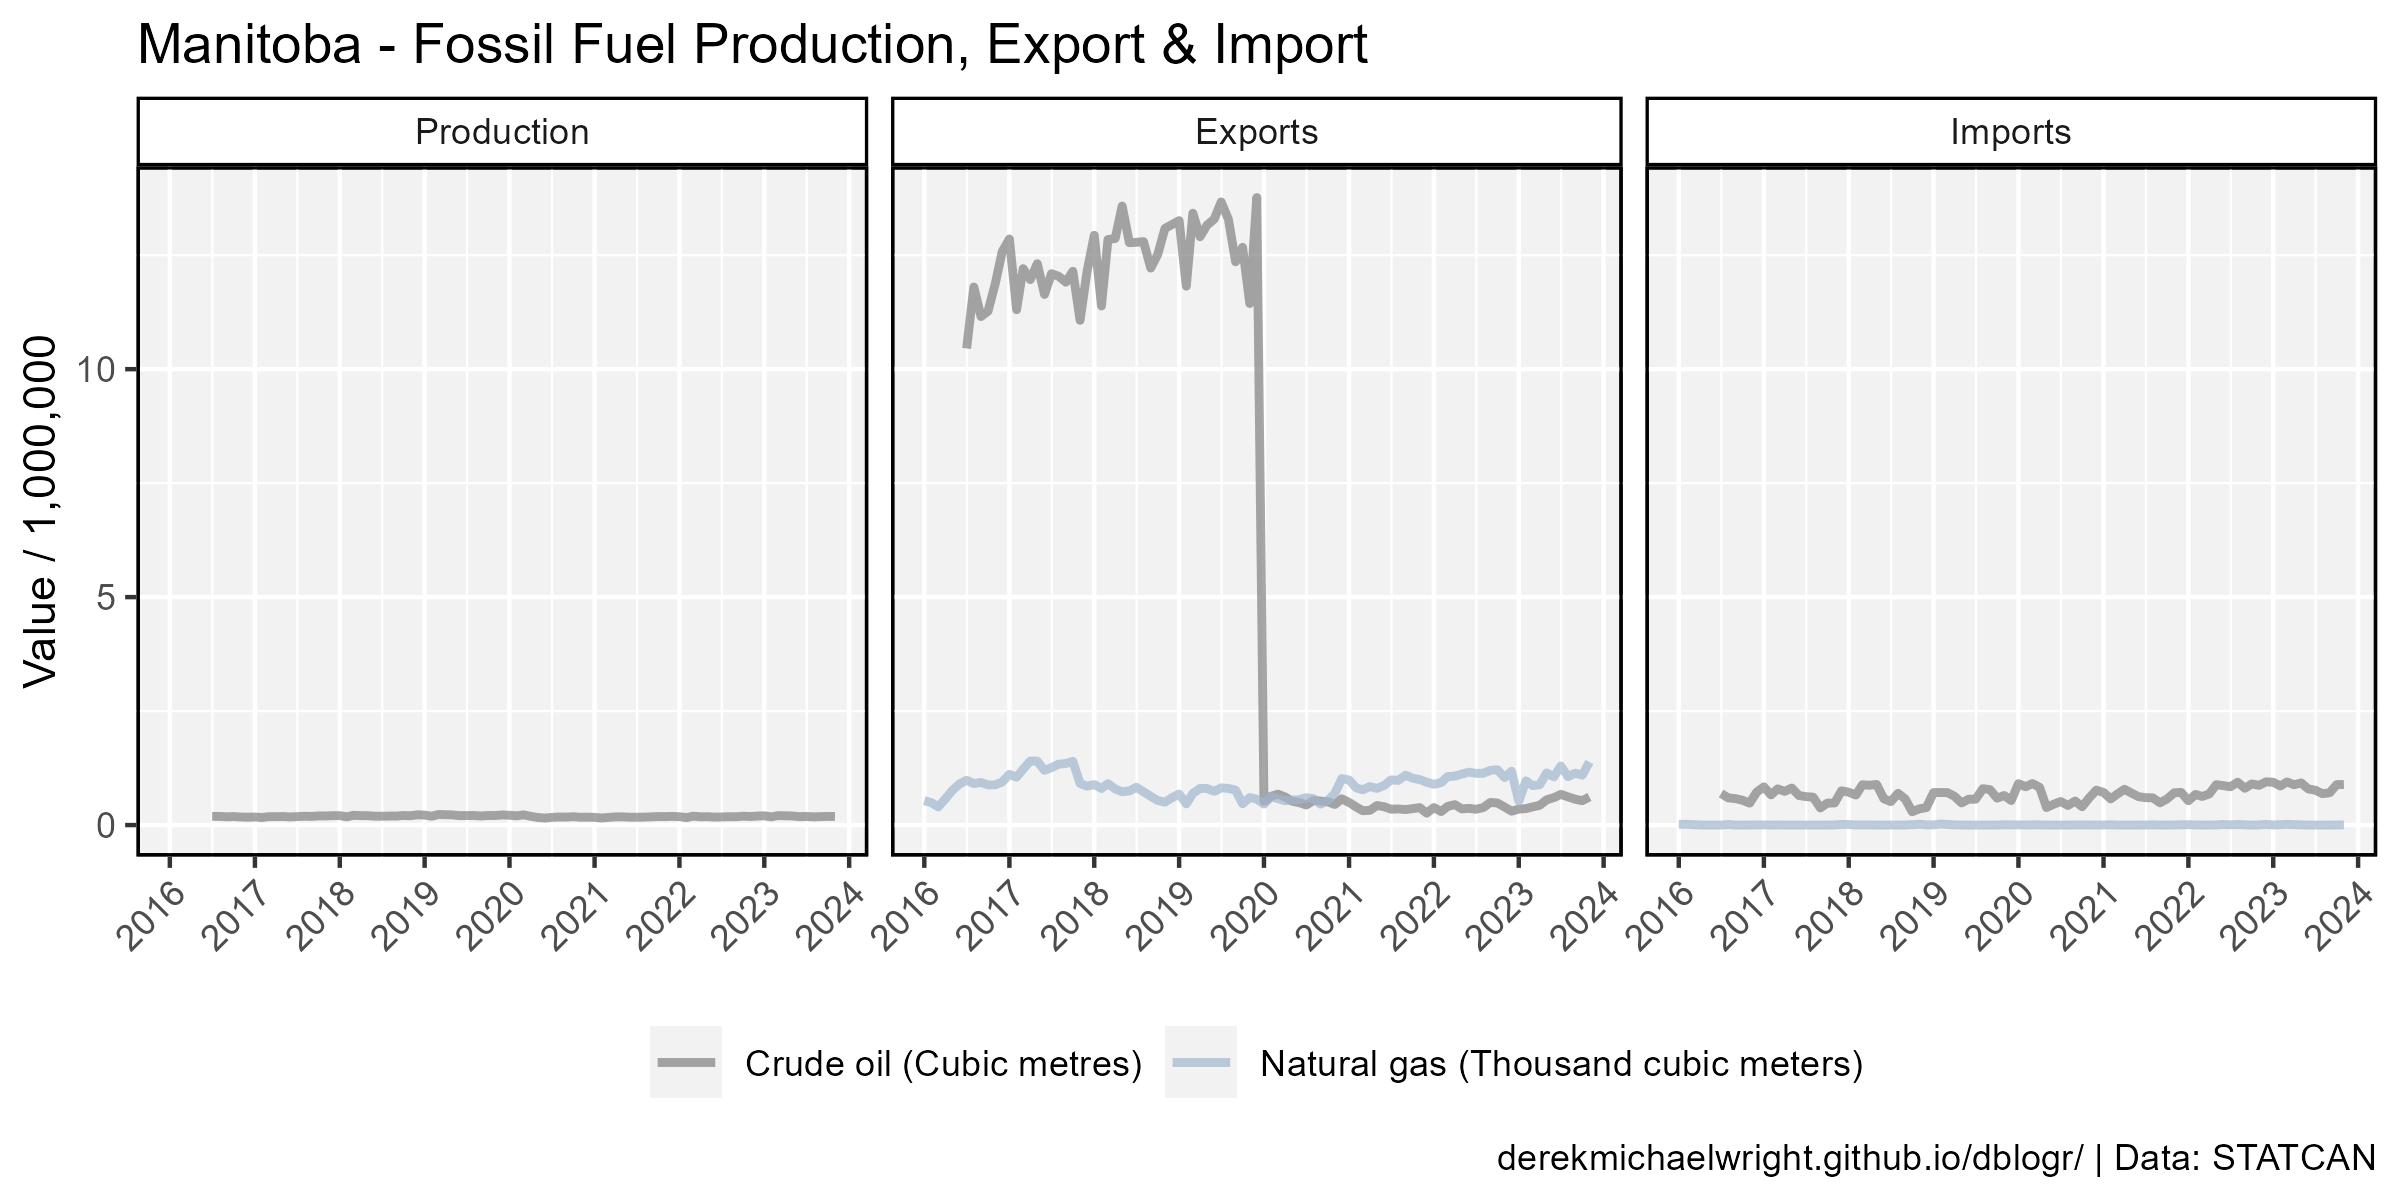 Manitoba - Fossil Fuel Production, Export & Import
Production Exports Imports
Value / 1,000,000
10
5
0
2016 2017 2018 2019 2020 2021 2022 2023 2024 2016 2017 2018 2019 2020 2021 2022 2023 2024 2016 2017 2018 2019 2020 2021 2022 2023 2024
Crude oil (Cubic metres) Natural gas (Thousand cubic meters)
derekmichaelwright.github.io/dblogr/ | Data: STATCAN